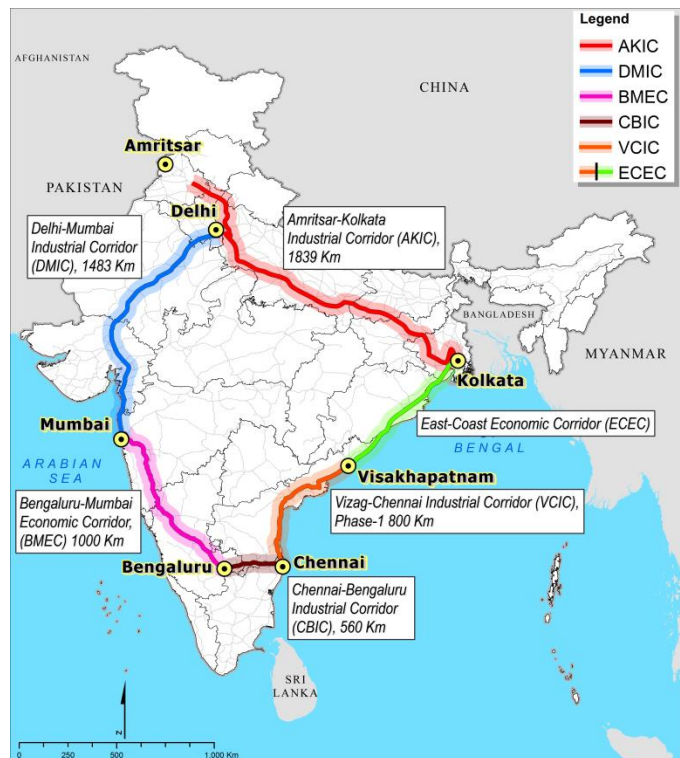 Legend
AKIC
DMIC
BMEC
CBIC
VCIC
ECEC
AFGHANISTAN
CHINA
Amritsar
PAKISTAN
Delhi
Delhi-Mumbai
Industrial Corridor
(DMIC), 1483 Km
Amritsar-Kolkata
Industrial Corridor (AKIC),
1839 Km
BANGLADESH
MYANMAR
Kolkata
East-Coast Economic Corridor (ECEC)
BENGAL
Mumbai
ARABIAN
SEA
Visakhapatnam
Vizag-Chennai Industrial Corridor (VCIC),
Phase-1 800 Km
Bengaluru-Mumbai
Economic Corridor,
(BMEC) 1000 Km
Bengaluru
Chennai
Chennai-Bengaluru
Industrial Corridor
(CBIC), 560 Km
SRI
LANKA
N
0 250 500 1,000 Km